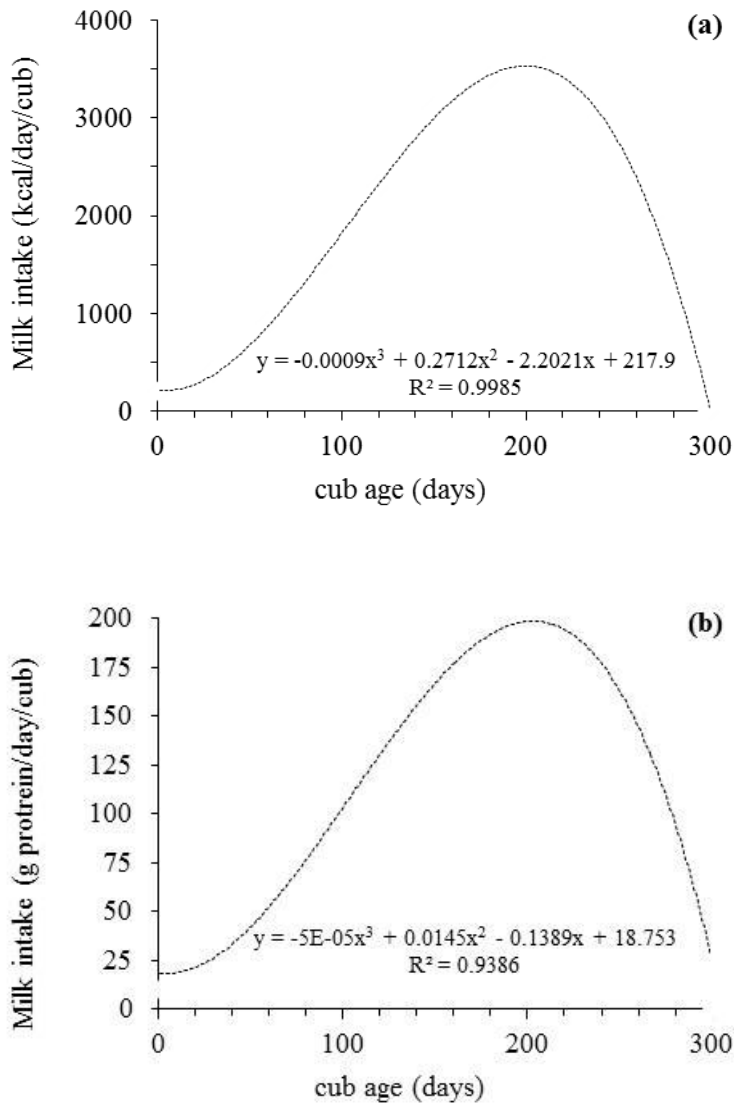 (a)
4000
3000
2000
1000
0
Milk intake (kcal/day/cub)
y = -0.0009x³ + 0.2712x² - 2.2021x + 217.9
R² = 0.9985
0 100 200 300
cub age (days)
(b)
200
175
150
125
100
75
50
25
0
Milk intake (g protrein/day/cub)
y = -5E-05x³ + 0.0145x² - 0.1389x + 18.753
R² = 0.9386
0 100 200 300
cub age (days)